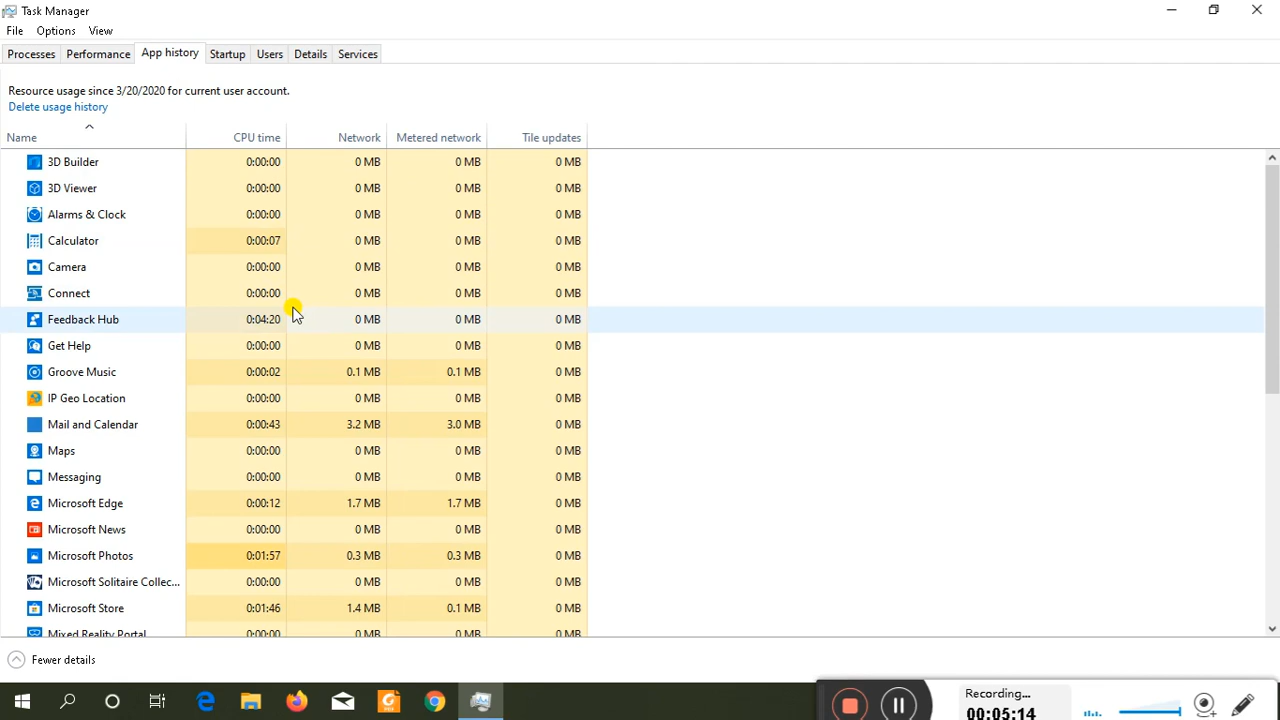 Task Manager
File Options View
Processes Performance App history Startup Users Details Services
Resource usage since 3/20/2020 for current user account.
Delete usage history
Name CPU time Network Metered network Tile updates
3D Builder 0:00:00 0 MB 0 MB 0 MB
3D Viewer 0:00:00 0 MB 0 MB 0 MB
Alarms & Clock 0:00:00 0 MB 0 MB 0 MB
Calculator 0:00:07 0 MB 0 MB 0 MB
Camera 0:00:00 0 MB 0 MB 0 MB
Connect 0:00:00 0 MB 0 MB 0 MB
Feedback Hub 0:04:20 0 MB 0 MB 0 MB
Get Help 0:00:00 0 MB 0 MB 0 MB
Groove Music 0:00:02 0.1 MB 0.1 MB 0 MB
IP Geo Location 0:00:00 0 MB 0 MB 0 MB
Mail and Calendar 0:00:43 3.2 MB 3.0 MB 0 MB
Maps 0:00:00 0 MB 0 MB 0 MB
Messaging 0:00:00 0 MB 0 MB 0 MB
Microsoft Edge 0:00:12 1.7 MB 1.7 MB 0 MB
Microsoft News 0:00:00 0 MB 0 MB 0 MB
Microsoft Photos 0:01:57 0.3 MB 0.3 MB 0 MB
Microsoft Solitaire Collec... 0:00:00 0 MB 0 MB 0 MB
Microsoft Store 0:01:46 1.4 MB 0.1 MB 0 MB
Mixed Reality Portal 0:00:00 0 MB 0 MB 0 MB
Fewer details
Recording...
00:05:14